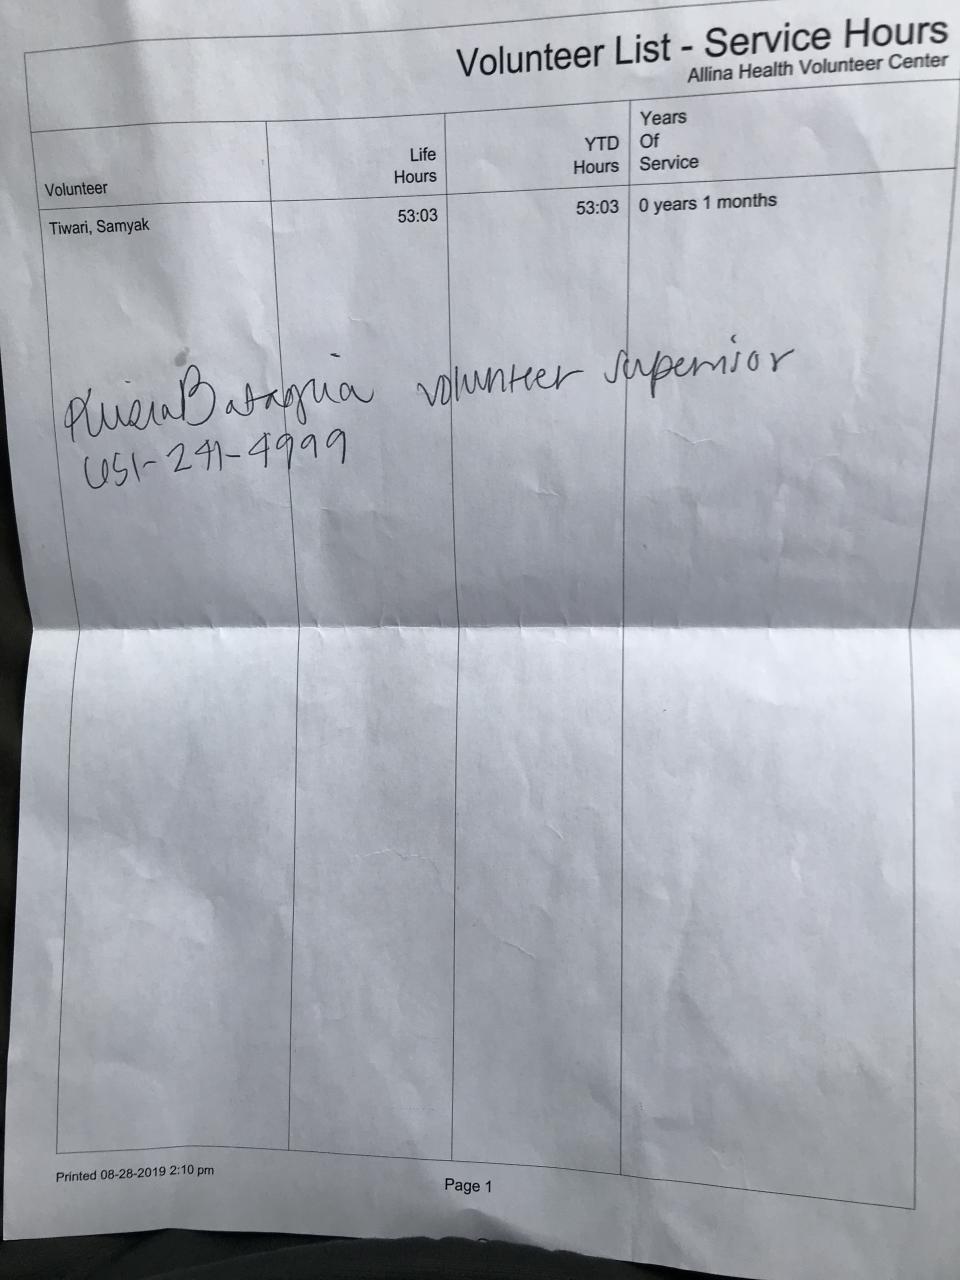 Volunteer List - Service Hours
Allina Health Volunteer Center
Volunteer Life Hours YTD Hours Years Of Service
Tiwari, Samyak 53:03 53:03 0 years 1 months
volunteer supervisor
651-241-4999
Printed 08-28-2019 2:10 pm
Page 1